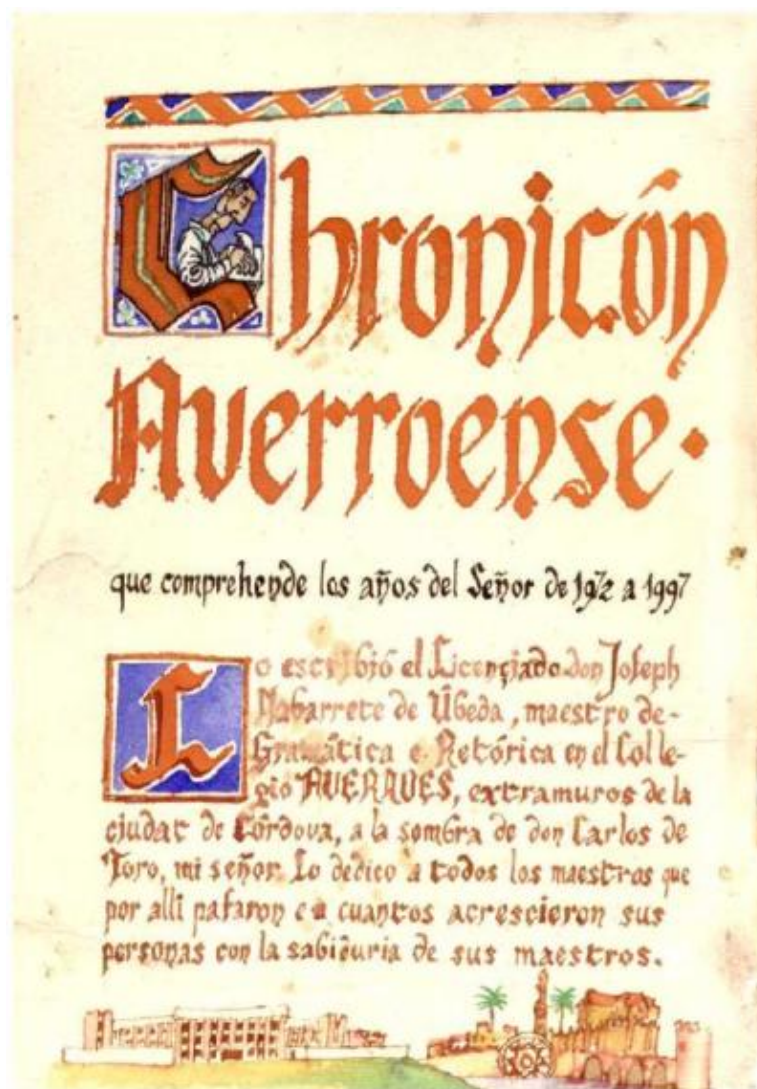 Chronicón
Averroense.
que comprehende los años del Señor de 1972 a 1997
Lo escribió el Licençiado don Joseph
Nabarrete de Úbeda, maestro de
Gramática e Retórica en el Colle-
gio AVERROES, extramuros de la
çiudat de Córdova, a la sombra de don Carlos de
Toro, mi señor. Lo dedico a todos los maestros que
por alli pasaron e a cuantos acrescieron sus
personas con la sabiduria de sus maestros.